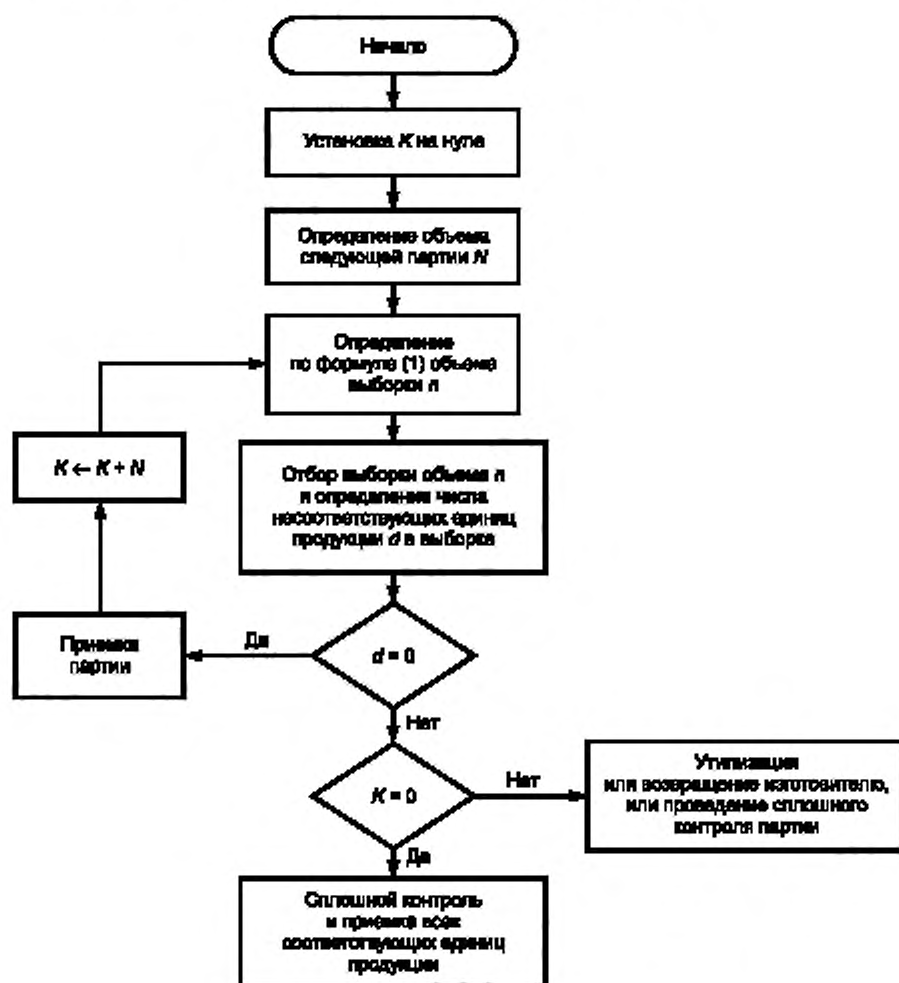 Начало
Установка K на нуле
Определение объема
следующей партии N
Определение
по формуле (1) объема
выборки n
K ← K + N
Отбор выборки объема n
и определение числа
несоответствующих единиц
продукции d в выборке
Приемка
партии
Да
d = 0
Нет
K = 0
Нет
Утилизация
или возвращение изготовителю,
или проведение сплошного
контроля партии
Да
Сплошной контроль
и приемка всех
соответствующих единиц
продукции